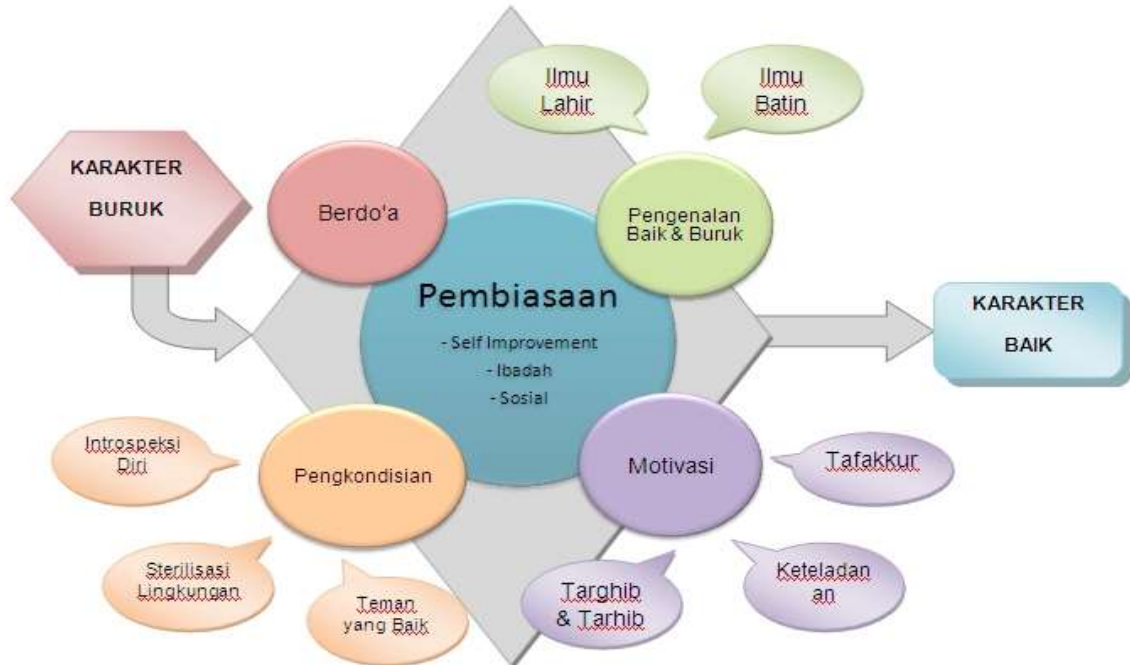 Ilmu
Lahir
Ilmu
Batin
KARAKTER
BURUK
Berdo'a
Pengenalan
Baik & Buruk
Pembiasaan
- Self Improvement
- Ibadah
- Sosial
KARAKTER
BAIK
Introspeksi
Diri
Pengkondisian
Motivasi
Tafakkur
Sterilisasi
Lingkungan
Teman
yang Baik
Targhib
& Tarhib
Keteladan
an